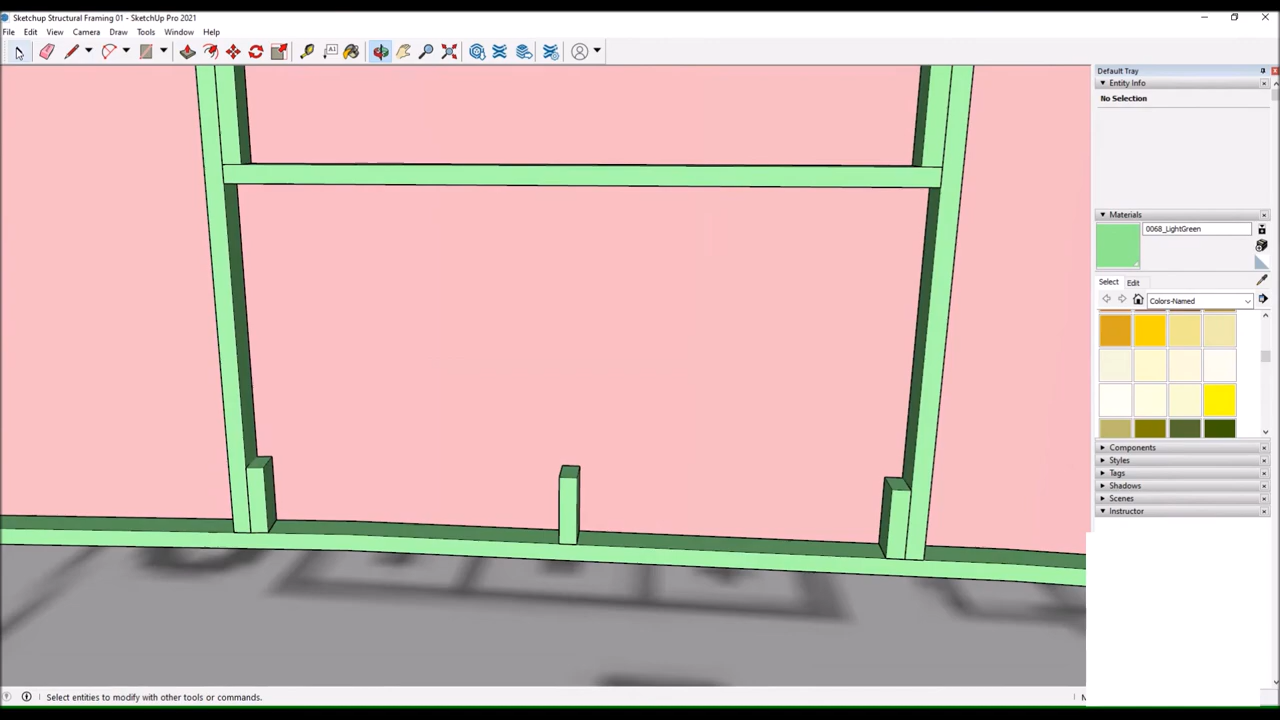 Sketchup Structural Framing 01 - SketchUp Pro 2021
File Edit View Camera Draw Tools Window Help
A1
Default Tray
Entity Info
No Selection
Materials
0068_LightGreen
Select Edit
Colors-Named
Components
Styles
Tags
Shadows
Scenes
Instructor
Select entities to modify with other tools or commands.